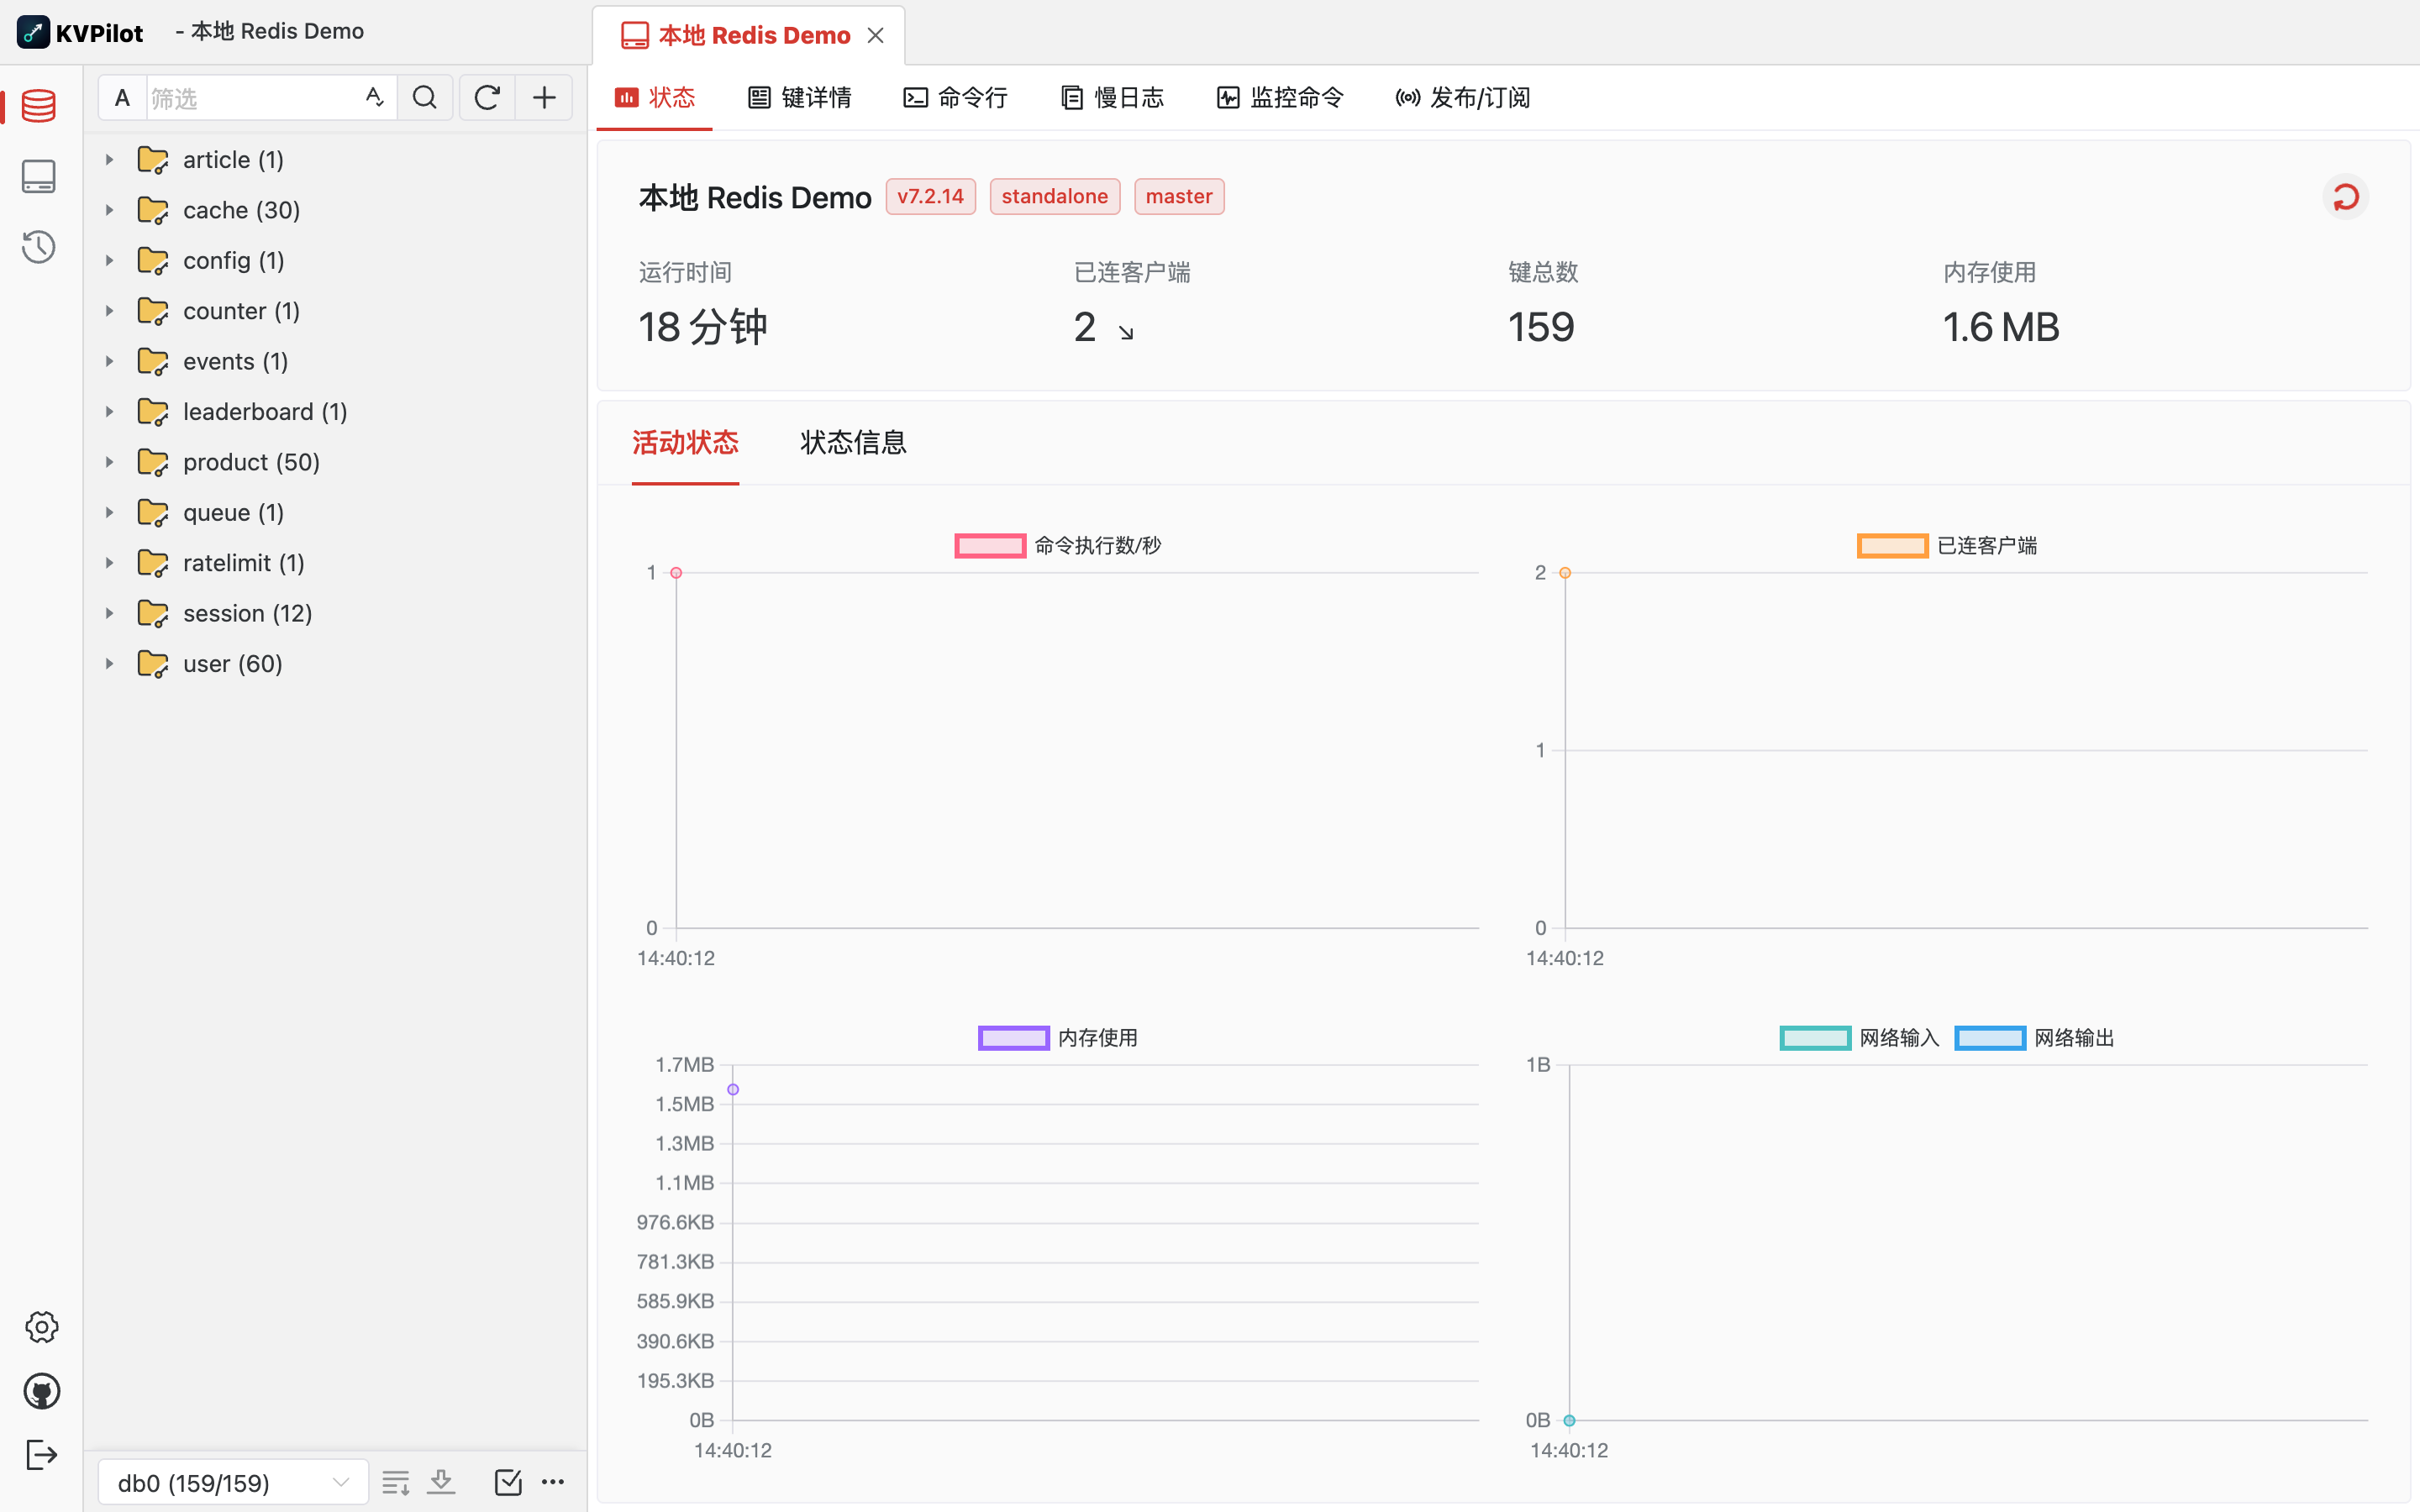 KVPilot - 本地 Redis Demo
本地 Redis Demo
A 筛选
article (1)
cache (30)
config (1)
counter (1)
events (1)
leaderboard (1)
product (50)
queue (1)
ratelimit (1)
session (12)
user (60)
db0 (159/159)
状态 键详情 命令行 慢日志 监控命令 发布/订阅
本地 Redis Demo v7.2.14 standalone master
运行时间 已连客户端 键总数 内存使用
18 分钟 2 159 1.6 MB
活动状态 状态信息
命令执行数/秒
1
0
14:40:12
已连客户端
2
1
0
14:40:12
内存使用
1.7MB
1.5MB
1.3MB
1.1MB
976.6KB
781.3KB
585.9KB
390.6KB
195.3KB
0B
14:40:12
网络输入 网络输出
1B
0B
14:40:12